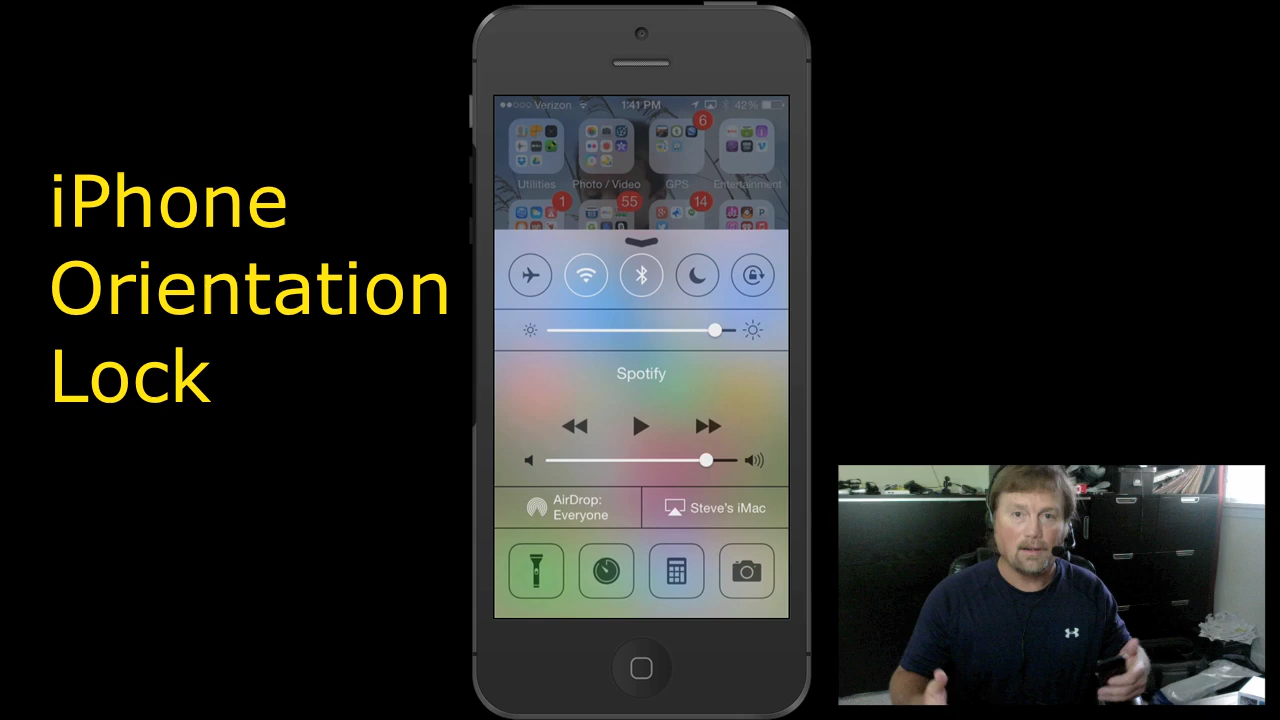 iPhone
Orientation
Lock
Verizon 1:41 PM 42%
6
Utilities Photo / Video GPS Entertainment
1 55 14
Spotify
AirDrop:
Everyone
Steve's iMac